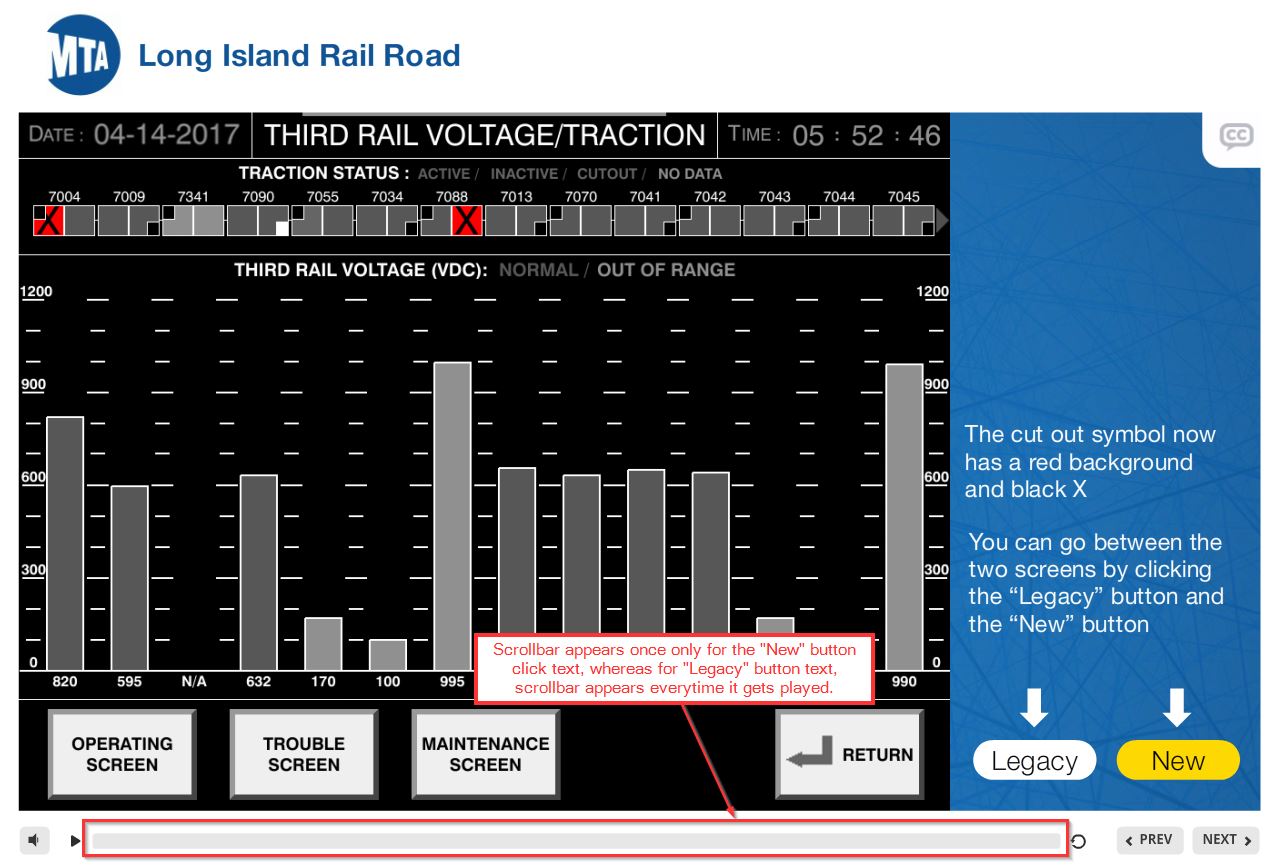 MTA
Long Island Rail Road
DATE : 04-14-2017
THIRD RAIL VOLTAGE/TRACTION
TIME : 05 : 52 : 46
CC
TRACTION STATUS : ACTIVE / INACTIVE / CUTOUT / NO DATA
7004 7009 7341 7090 7055 7034 7088 7013 7070 7041 7042 7043 7044 7045
X X
THIRD RAIL VOLTAGE (VDC): NORMAL / OUT OF RANGE
1200 1200
900 900
600 600
300 300
0 0
820 595 N/A 632 170 100 995 990
The cut out symbol now
has a red background
and black X
You can go between the
two screens by clicking
the “Legacy” button and
the “New” button
Scrollbar appears once only for the "New" button
click text, whereas for "Legacy" button text,
scrollbar appears everytime it gets played.
OPERATING
SCREEN
TROUBLE
SCREEN
MAINTENANCE
SCREEN
RETURN
Legacy
New
PREV
NEXT